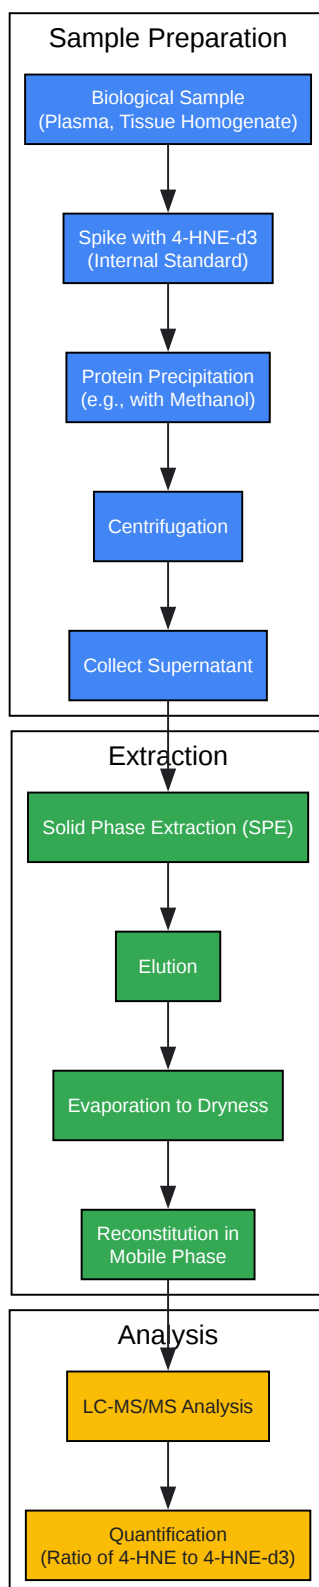 Sample Preparation
Biological Sample
(Plasma, Tissue Homogenate)
Spike with 4-HNE-d3
(Internal Standard)
Protein Precipitation
(e.g., with Methanol)
Centrifugation
Collect Supernatant
Extraction
Solid Phase Extraction (SPE)
Elution
Evaporation to Dryness
Reconstitution in
Mobile Phase
Analysis
LC-MS/MS Analysis
Quantification
(Ratio of 4-HNE to 4-HNE-d3)